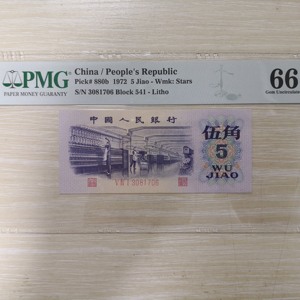 PMG
PAPER MONEY GUARANTY
China / People's Republic
Pick# 880b 1972 5 Jiao - Wmk: Stars
S/N 3081706 Block 541 - Litho
66
Gem Uncirculated
中国人民银行
伍角
5
WU
JIAO
3081706